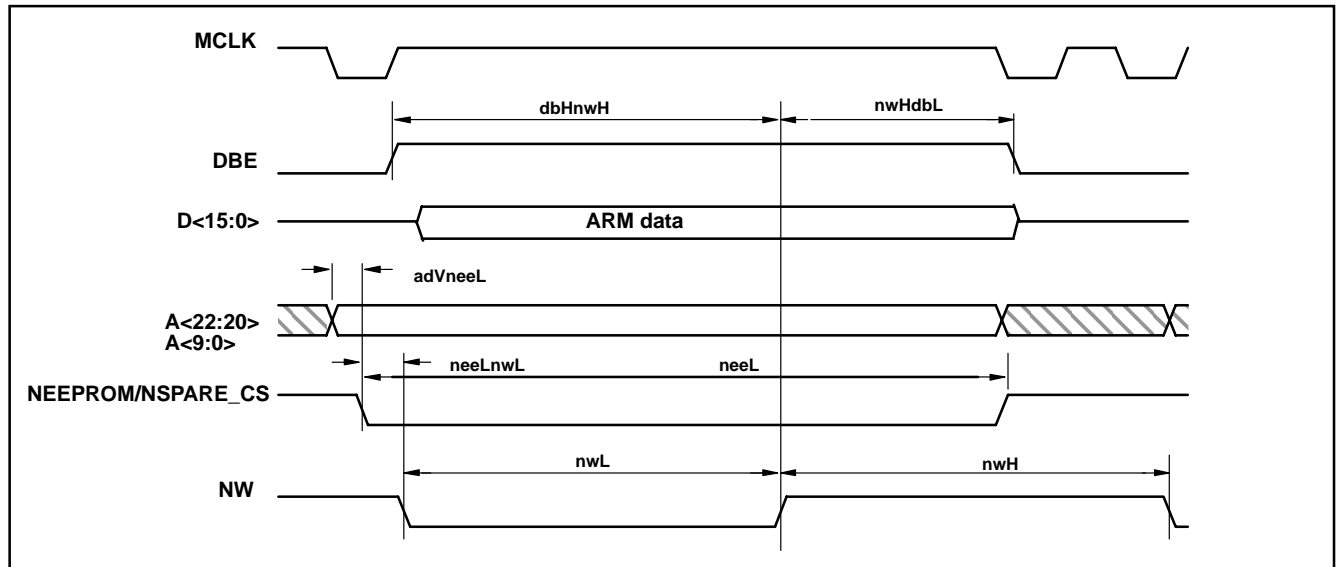 MCLK
dbHnwH
nwHdbL
DBE
D<15:0>
ARM data
adVneeL
A<22:20>
A<9:0>
neeLnwL
neeL
NEEPROM/NSPARE_CS
nwL
nwH
NW